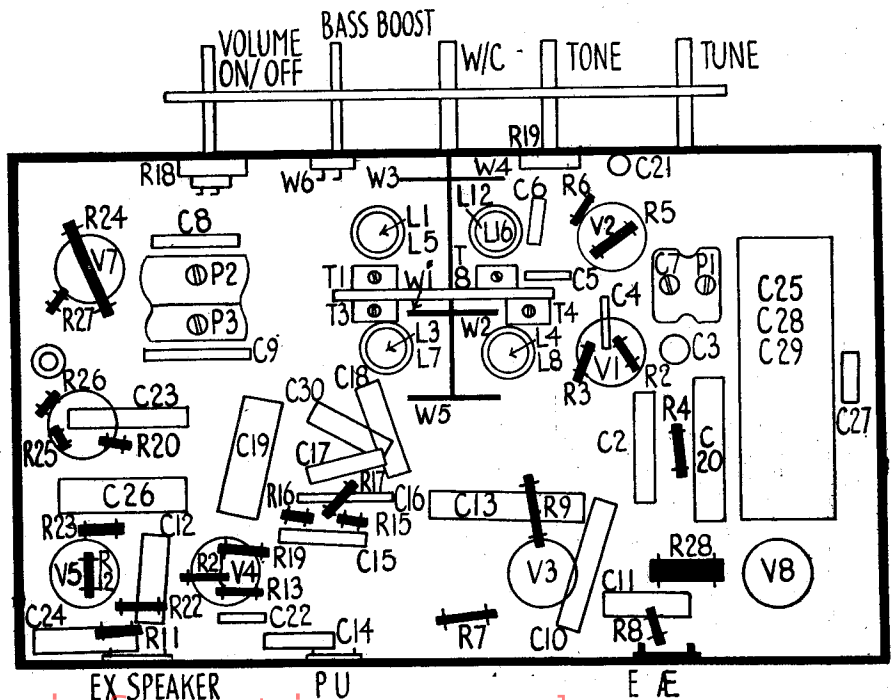 BASS BOOST
VOLUME
ON/OFF
W/C
TONE
TUNE
R18
W6
W3
W4
R19
C21
L12
C6
R6
R24
C8
L1
L5
L16
V2
R5
V7
P2
T1
Wi
T
8
C5
C7
P1
C4
C25
C28
C29
R27
P3
T3
W2
T4
C9
L3
L7
L4
L8
V1
C3
R3
R2
R26
C23
C30
C18
W5
R4
C27
R25
R20
C19
C17
C2
C
20
C26
R16
R17
C16
C13
R9
R23
C12
R15
C15
R28
V5
R
12
R21
V4
R19
R13
V3
C11
V8
R22
C24
R11
C22
C14
R7
C10
R8
EX SPEAKER
P U
E Æ